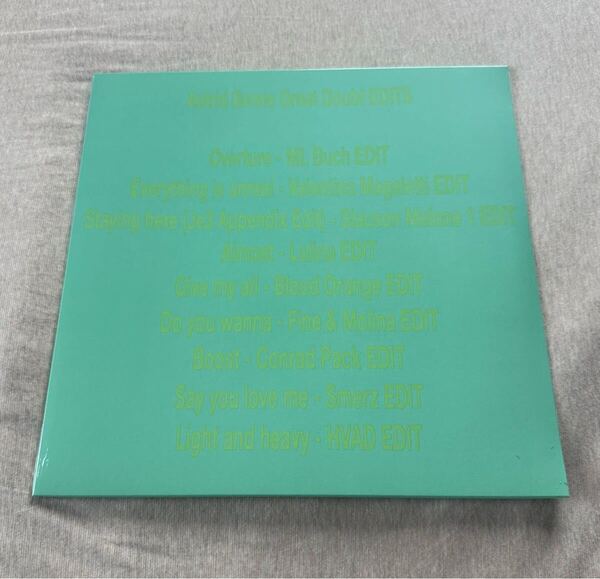 Astrid Sonne Great Doubt EDITS
Overture - ML Buch EDIT
Everything is unreal - Valentina Magaletti EDIT
Staying here (Jeż Appendix Edit) - Slauson Malone 1 EDIT
Almost - Lolina EDIT
Give my all - Blood Orange EDIT
Do you wanna - Fine & Molina EDIT
Boost - Conrad Pack EDIT
Say you love me - Smerz EDIT
Light and heavy - HVAD EDIT